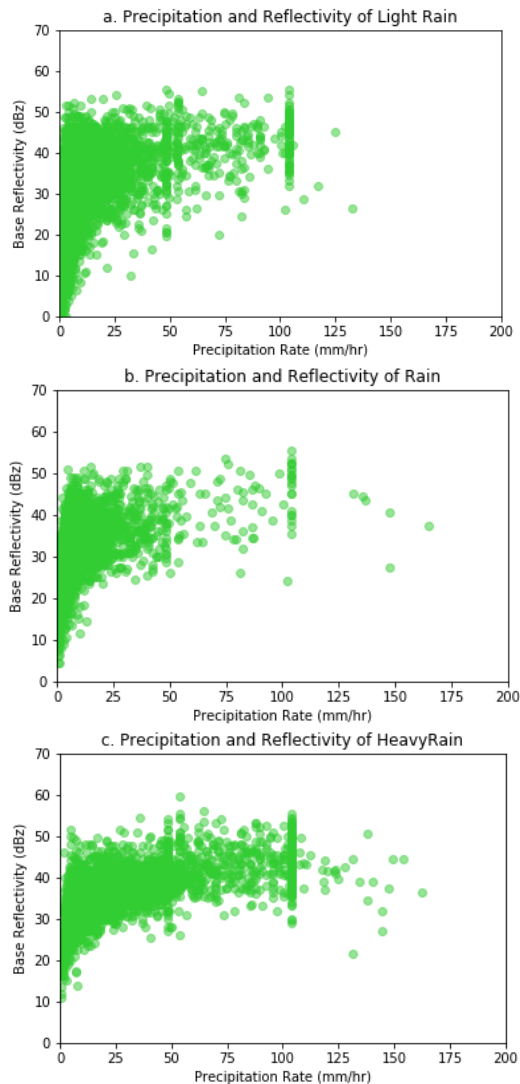 a. Precipitation and Reflectivity of Light Rain
70
60
50
40
30
20
10
0
Base Reflectivity (dBz)
0 25 50 75 100 125 150 175 200
Precipitation Rate (mm/hr)
b. Precipitation and Reflectivity of Rain
70
60
50
40
30
20
10
0
Base Reflectivity (dBz)
0 25 50 75 100 125 150 175 200
Precipitation Rate (mm/hr)
c. Precipitation and Reflectivity of HeavyRain
70
60
50
40
30
20
10
0
Base Reflectivity (dBz)
0 25 50 75 100 125 150 175 200
Precipitation Rate (mm/hr)